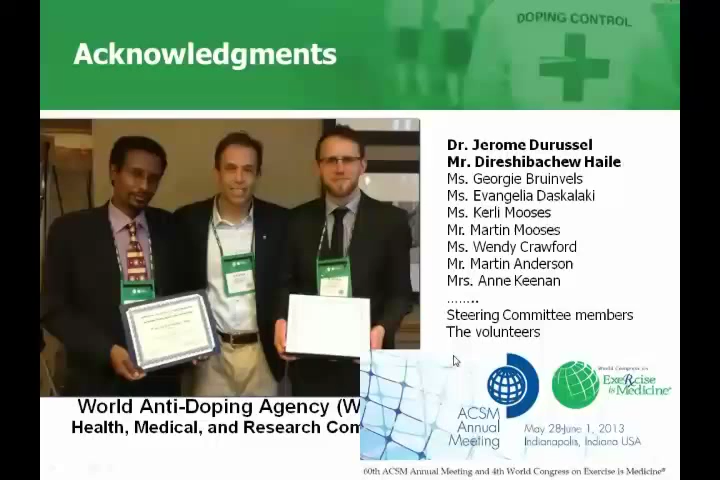 DOPING CONTROL
Acknowledgments
Dr. Jerome Durussel
Mr. Direshibachew Haile
Ms. Georgie Bruinvels
Ms. Evangelia Daskalaki
Ms. Kerli Mooses
Mr. Martin Mooses
Ms. Wendy Crawford
Mr. Martin Anderson
Mrs. Anne Keenan
……..
Steering Committee members
The volunteers
World Anti-Doping Agency (W
Health, Medical, and Research Com
ACSM
Annual
Meeting
World Congress on
ExeRcise
is Medicine®
May 28-June 1, 2013
Indianapolis, Indiana USA
60th ACSM Annual Meeting and 4th World Congress on Exercise is Medicine®